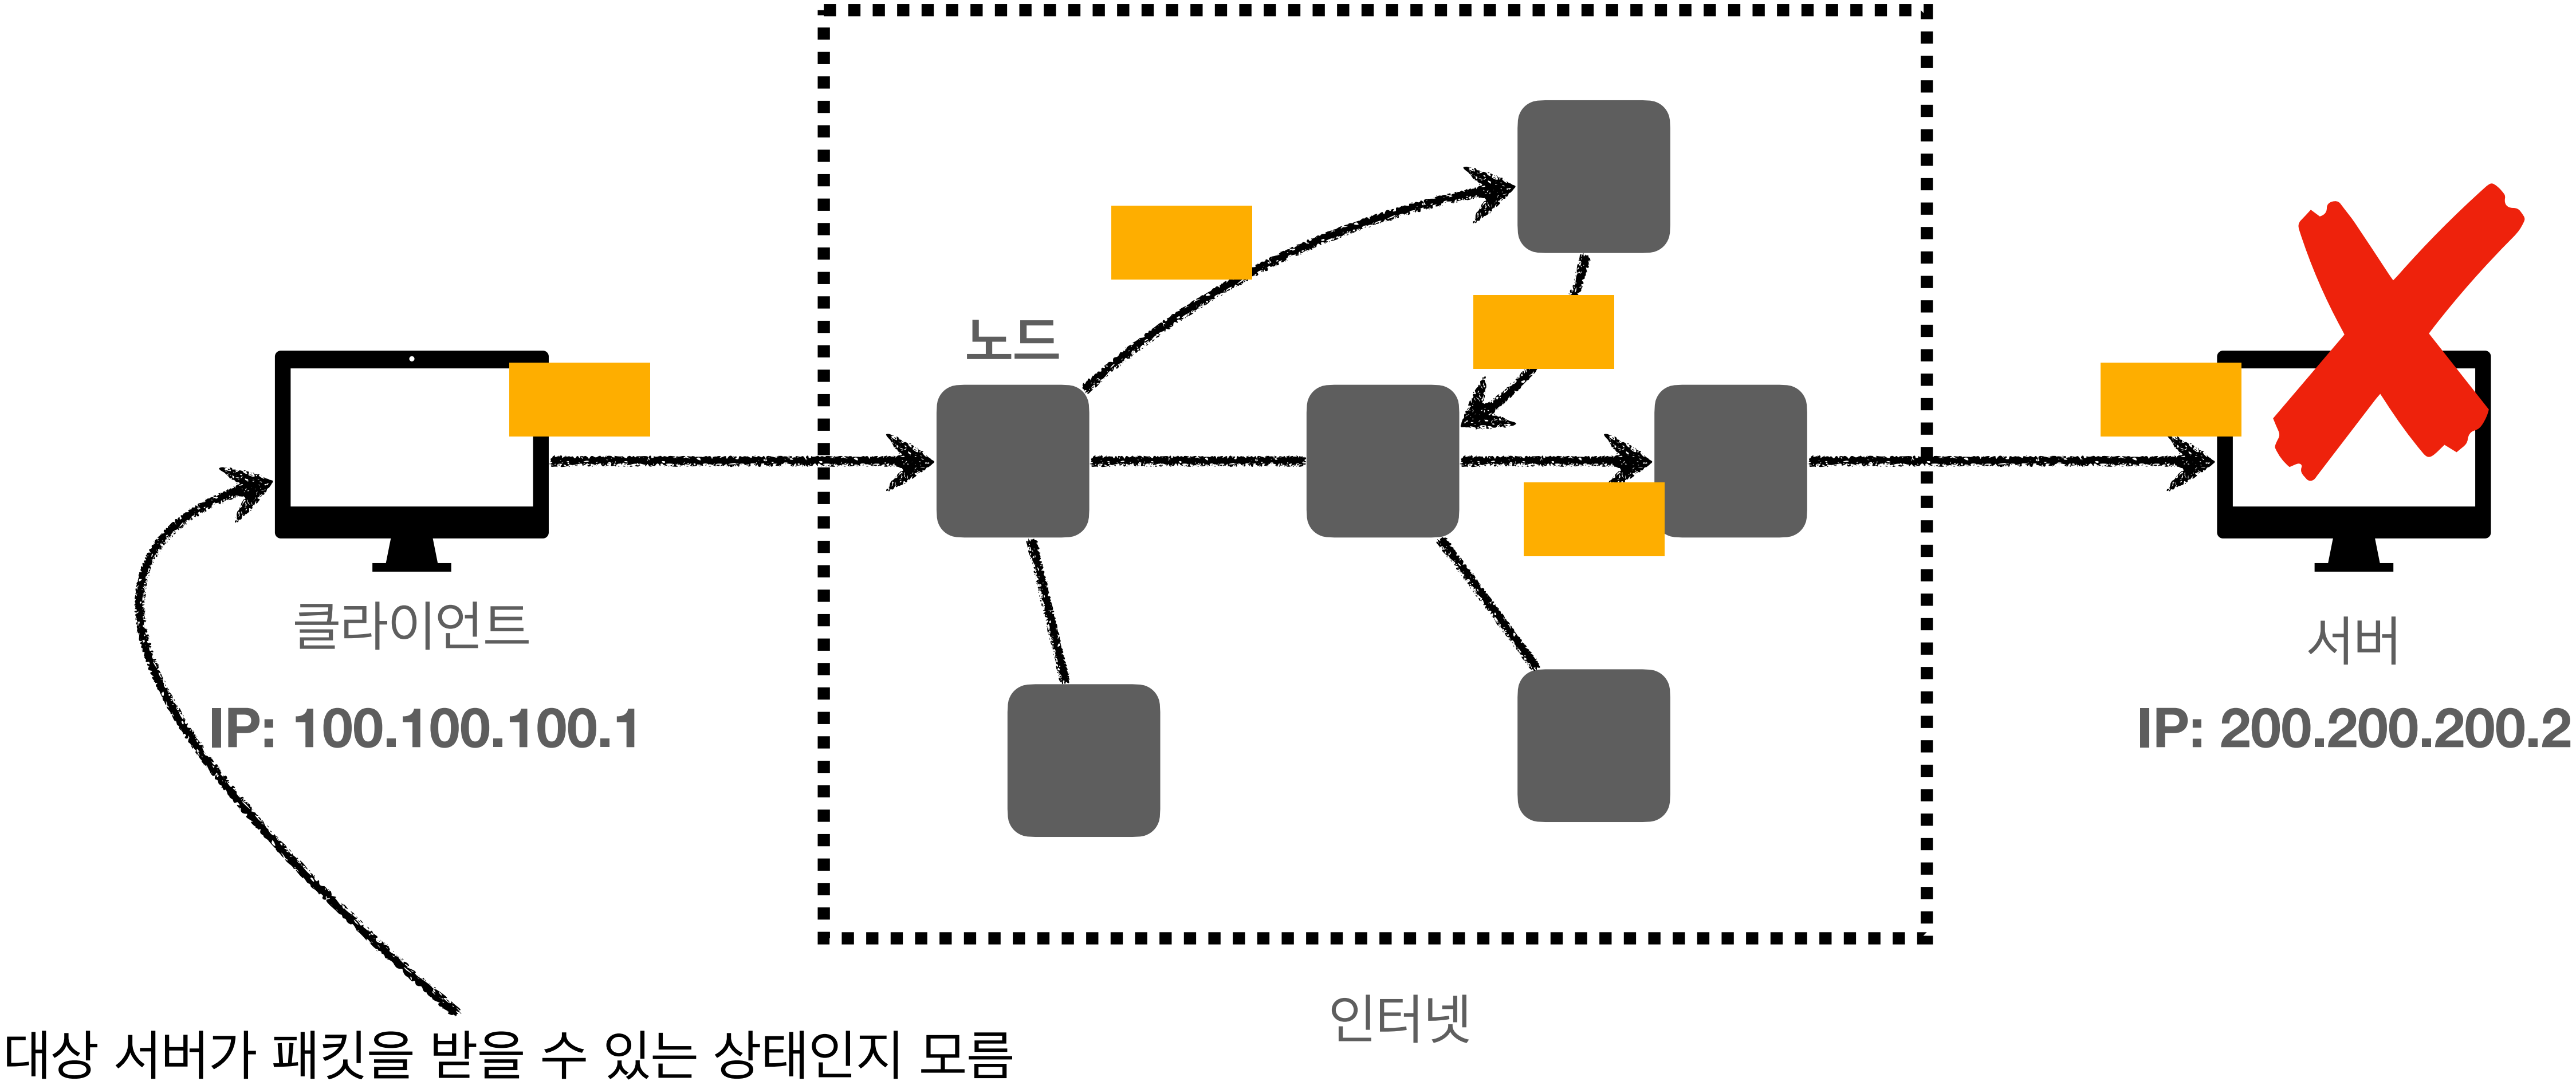 노드
클라이언트
IP: 100.100.100.1
서버
IP: 200.200.200.2
인터넷
대상 서버가 패킷을 받을 수 있는 상태인지 모름